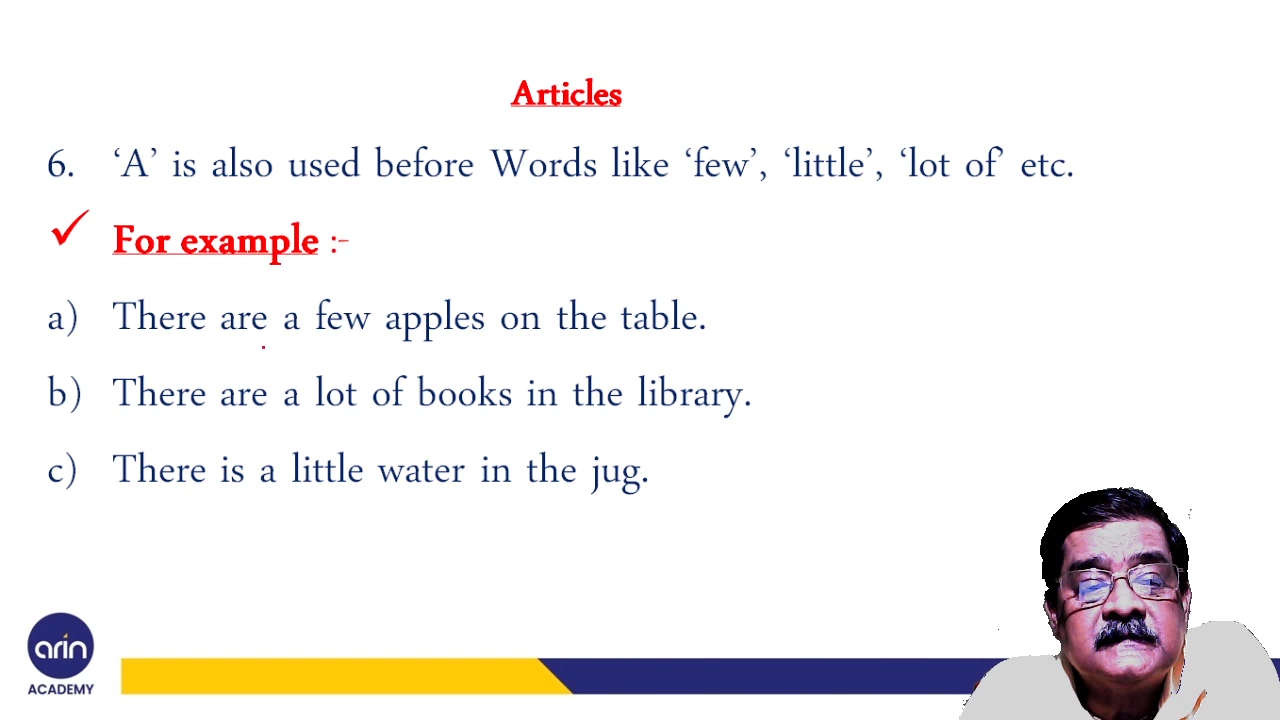 Articles
6. ‘A’ is also used before Words like ‘few’, ‘little’, ‘lot of’ etc.
✓ For example :-
a) There are a few apples on the table.
b) There are a lot of books in the library.
c) There is a little water in the jug.
arin
ACADEMY